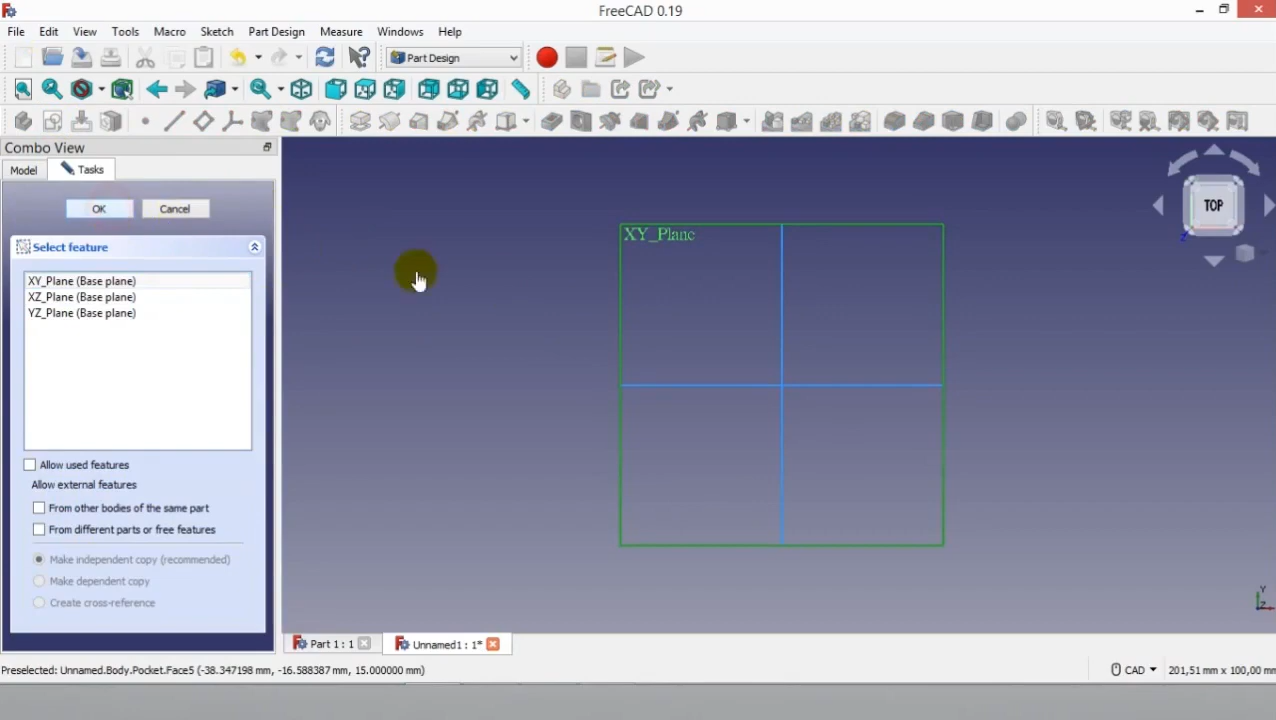 FreeCAD 0.19
File Edit View Tools Macro Sketch Part Design Measure Windows Help
Part Design
Combo View
Model Tasks
OK Cancel
Select feature
XY_Plane (Base plane)
XZ_Plane (Base plane)
YZ_Plane (Base plane)
Allow used features
Allow external features
From other bodies of the same part
From different parts or free features
Make independent copy (recommended)
Make dependent copy
Create cross-reference
XY_Plane
TOP
Z
Y
Z
Part 1 : 1 Unnamed1 : 1*
Preselected: Unnamed.Body.Pocket.Face5 (-38.347198 mm, -16.588387 mm, 15.000000 mm)
CAD 201,51 mm x 100,00 mm